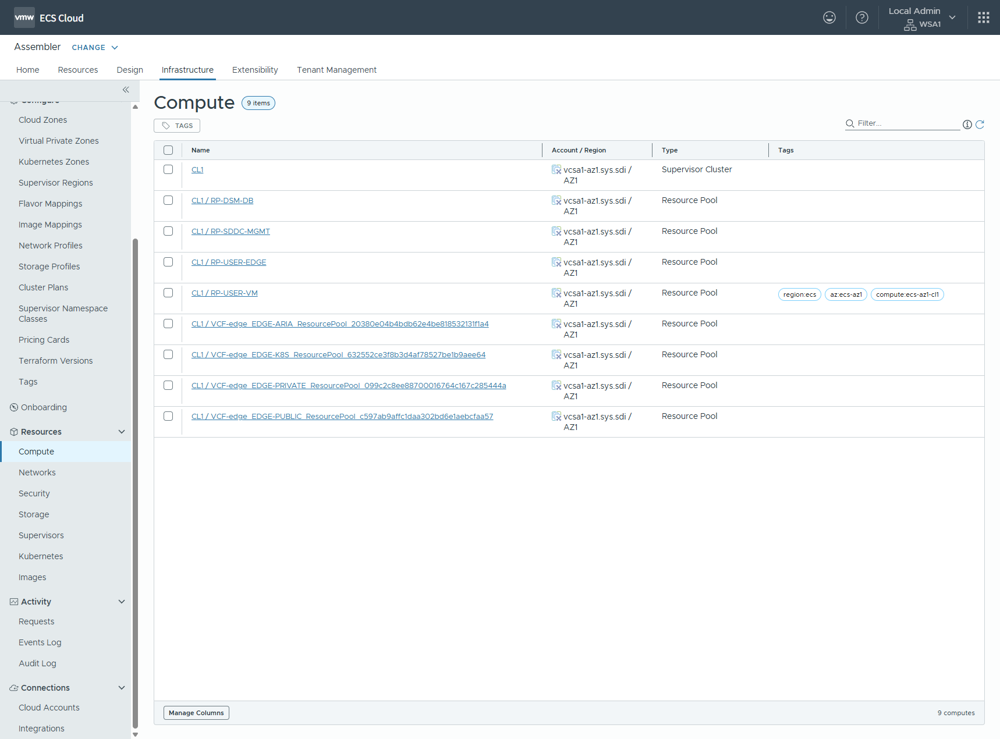 vmw ECS Cloud
Local Admin
WSA1
Assembler CHANGE
Home Resources Design Infrastructure Extensibility Tenant Management
Configure
Cloud Zones
Virtual Private Zones
Kubernetes Zones
Supervisor Regions
Flavor Mappings
Image Mappings
Network Profiles
Storage Profiles
Cluster Plans
Supervisor Namespace
Classes
Pricing Cards
Terraform Versions
Tags
Onboarding
Resources
Compute
Networks
Security
Storage
Supervisors
Kubernetes
Images
Activity
Requests
Events Log
Audit Log
Connections
Cloud Accounts
Integrations
Compute 9 items
TAGS
Filter...
Name Account / Region Type Tags
CL1 vcsa1-az1.sys.sdi / Supervisor Cluster
AZ1
CL1 / RP-DSM-DB vcsa1-az1.sys.sdi / Resource Pool
AZ1
CL1 / RP-SDDC-MGMT vcsa1-az1.sys.sdi / Resource Pool
AZ1
CL1 / RP-USER-EDGE vcsa1-az1.sys.sdi / Resource Pool
AZ1
CL1 / RP-USER-VM vcsa1-az1.sys.sdi / Resource Pool region:ecs az:ecs-az1 compute:ecs-az1-cl1
AZ1
CL1 / VCF-edge_EDGE-ARIA_ResourcePool_20380e04b4bdb62e4be818532131f1a4 vcsa1-az1.sys.sdi / Resource Pool
AZ1
CL1 / VCF-edge_EDGE-K8S_ResourcePool_632552ce3f8b3d4af78527be1b9aee64 vcsa1-az1.sys.sdi / Resource Pool
AZ1
CL1 / VCF-edge_EDGE-PRIVATE_ResourcePool_099c2c8ee88700016764c167c285444a vcsa1-az1.sys.sdi / Resource Pool
AZ1
CL1 / VCF-edge_EDGE-PUBLIC_ResourcePool_c597ab9affc1daa302bd6e1aebcfaa57 vcsa1-az1.sys.sdi / Resource Pool
AZ1
Manage Columns 9 computes